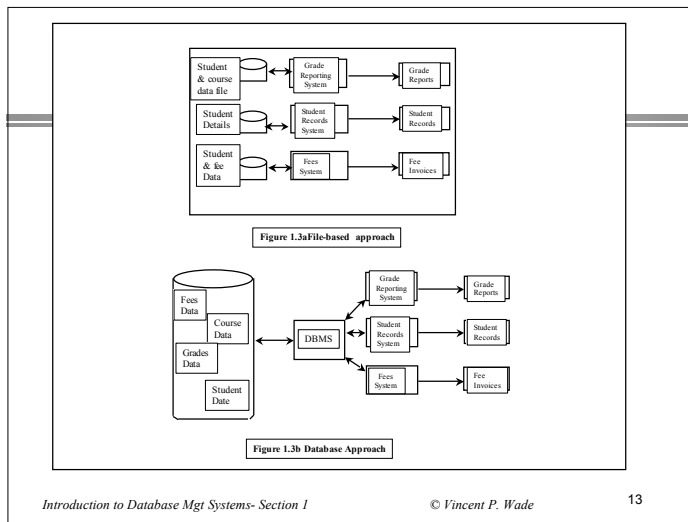 Student
& course
data file
Grade
Reporting
System
Grade
Reports
Student
Details
Student
Records
System
Student
Records
Student
& fee
Data
Fees
System
Fee
Invoices
Figure 1.3aFile-based approach
Fees
Data
Course
Data
Grades
Data
Student
Date
DBMS
Grade
Reporting
System
Grade
Reports
Student
Records
System
Student
Records
Fees
System
Fee
Invoices
Figure 1.3b Database Approach
Introduction to Database Mgt Systems- Section 1 © Vincent P. Wade 13